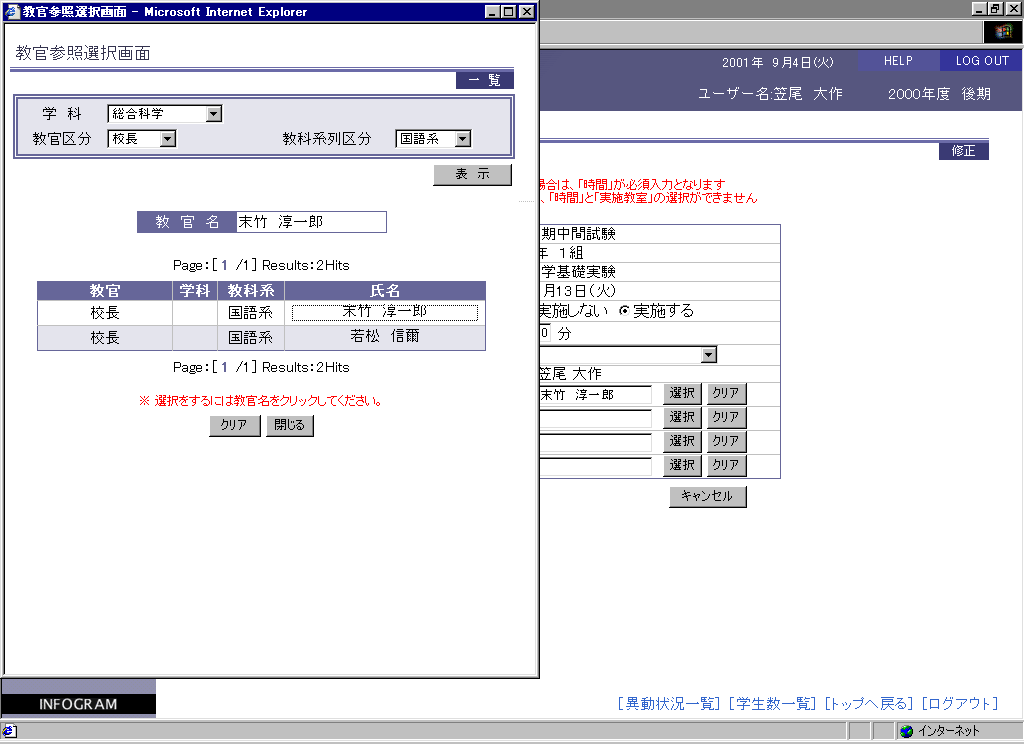 教官参照選択画面 - Microsoft Internet Explorer
教官参照選択画面
一 覧
学 科 総合科学
教官区分 校長 教科系列区分 国語系
表 示
教 官 名 末竹 淳一郎
Page:[ 1 /1] Results:2Hits
教官 学科 教科系 氏名
校長 国語系 末竹 淳一郎
校長 国語系 若松 信爾
Page:[ 1 /1] Results:2Hits
※ 選択をするには教官名をクリックしてください。
クリア 閉じる
2001年 9月4日(火) HELP LOG OUT
ユーザー名:笠尾 大作 2000年度 後期
修正
場合は、「時間」が必須入力となります
、「時間」と「実施教室」の選択ができません
期中間試験
年 1組
学基礎実験
月13日(火)
実施しない 実施する
0 分
笠尾 大作
末竹 淳一郎 選択 クリア
選択 クリア
選択 クリア
選択 クリア
キャンセル
INFOGRAM
[異動状況一覧] [学生数一覧] [トップへ戻る] [ログアウト]
インターネット